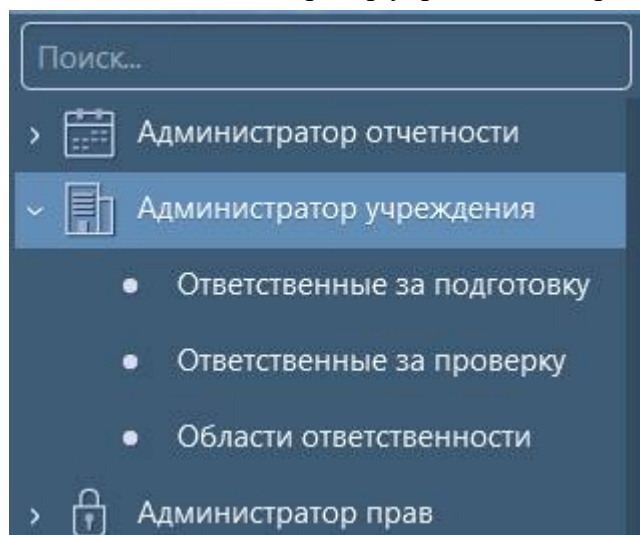 Поиск...
Администратор отчетности
Администратор учреждения
Ответственные за подготовку
Ответственные за проверку
Области ответственности
Администратор прав